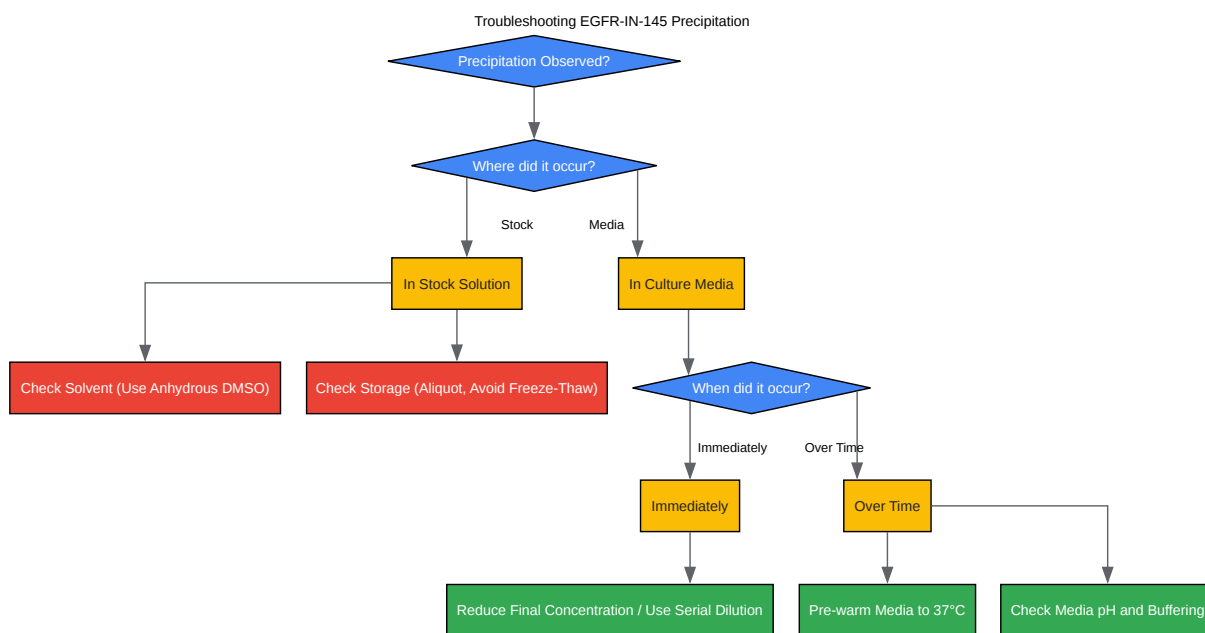 Troubleshooting EGFR-IN-145 Precipitation
Precipitation Observed?
Where did it occur?
Stock
Media
In Stock Solution
In Culture Media
Check Solvent (Use Anhydrous DMSO)
Check Storage (Aliquot, Avoid Freeze-Thaw)
When did it occur?
Immediately
Over Time
Immediately
Over Time
Reduce Final Concentration / Use Serial Dilution
Pre-warm Media to 37°C
Check Media pH and Buffering